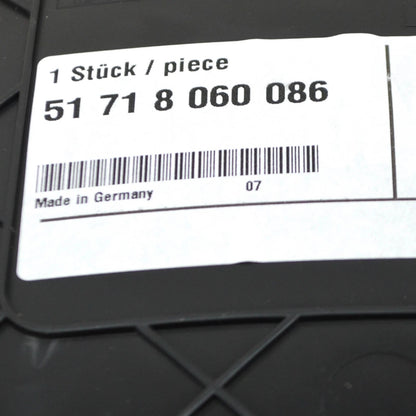 1 Stück / piece
51 71 8 060 086
Made in Germany 07